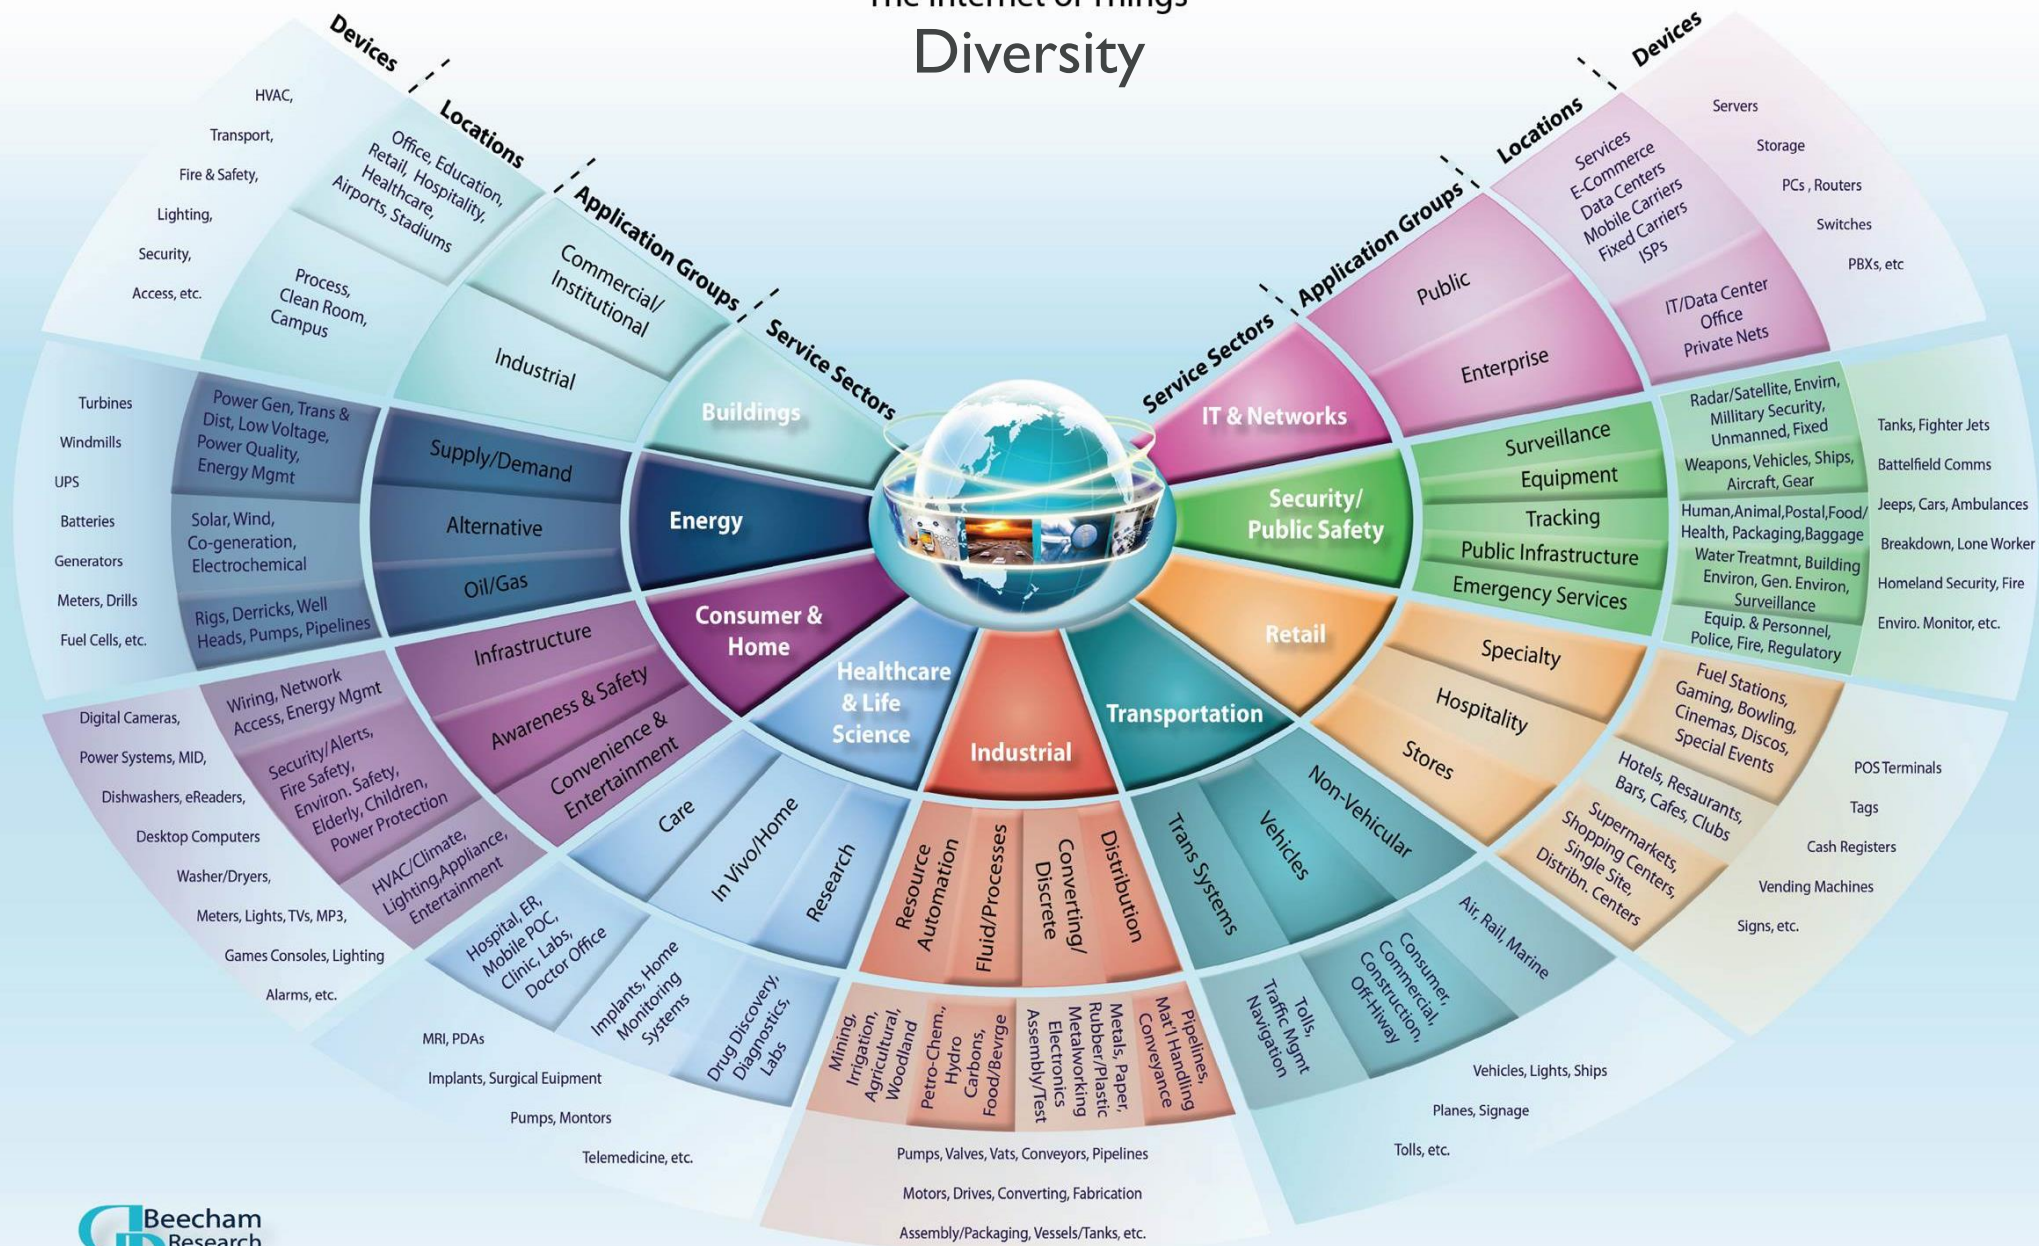 The Internet of Things
Diversity
Devices
Locations
Application Groups
Service Sectors
Service Sectors
Application Groups
Locations
Devices
HVAC,
Transport,
Fire & Safety,
Lighting,
Security,
Access, etc.
Office, Education,
Retail, Hospitality,
Healthcare,
Airports, Stadiums
Process,
Clean Room,
Campus
Commercial/
Institutional
Industrial
Buildings
Turbines
Windmills
UPS
Batteries
Generators
Meters, Drills
Fuel Cells, etc.
Power Gen, Trans &
Dist, Low Voltage,
Power Quality,
Energy Mgmt
Solar, Wind,
Co-generation,
Electrochemical
Rigs, Derricks, Well
Heads, Pumps, Pipelines
Supply/Demand
Alternative
Oil/Gas
Energy
Digital Cameras,
Power Systems, MID,
Dishwashers, eReaders,
Desktop Computers
Washer/Dryers,
Meters, Lights, TVs, MP3,
Games Consoles, Lighting
Alarms, etc.
Wiring, Network
Access, Energy Mgmt
Security/Alerts,
Fire Safety,
Environ. Safety,
Elderly, Children,
Power Protection
HVAC/Climate,
Lighting,Appliance,
Entertainment
Infrastructure
Awareness & Safety
Convenience &
Entertainment
Consumer &
Home
Healthcare
& Life
Science
Care
In Vivo/Home
Research
Hospital, ER,
Mobile POC,
Clinic, Labs,
Doctor Office
Implants, Home
Monitoring
Systems
Drug Discovery,
Diagnostics,
Labs
MRI, PDAs
Implants, Surgical Euipment
Pumps, Montors
Telemedicine, etc.
Industrial
Resource
Automation
Fluid/Processes
Converting/
Discrete
Distribution
Mining,
Irrigation,
Agricultural,
Woodland
Petro-Chem.,
Hydro
Carbons,
Food/Bevrge
Metals, Paper,
Rubber/Plastic
Metalworking
Electronics
Assembly/Test
Pipelines,
Mat'l Handling
Conveyance
Pumps, Valves, Vats, Conveyors, Pipelines
Motors, Drives, Converting, Fabrication
Assembly/Packaging, Vessels/Tanks, etc.
Transportation
Trans Systems
Vehicles
Non-Vehicular
Tolls,
Traffic Mgmt
Navigation
Consumer,
Commercial,
Construction,
Off-Hiway
Air, Rail, Marine
Vehicles, Lights, Ships
Planes, Signage
Tolls, etc.
Retail
Specialty
Hospitality
Stores
Fuel Stations,
Gaming, Bowling,
Cinemas, Discos,
Special Events
Hotels, Resaurants,
Bars, Cafes, Clubs
Supermarkets,
Shopping Centers,
Single Site,
Distribn. Centers
POS Terminals
Tags
Cash Registers
Vending Machines
Signs, etc.
Security/
Public Safety
Surveillance
Equipment
Tracking
Public Infrastructure
Emergency Services
Radar/Satellite, Envirn,
Millitary Security,
Unmanned, Fixed
Weapons, Vehicles, Ships,
Aircraft, Gear
Human,Animal,Postal,Food/
Health, Packaging,Baggage
Water Treatmnt, Building
Environ, Gen. Environ,
Surveillance
Equip. & Personnel,
Police, Fire, Regulatory
Tanks, Fighter Jets
Battelfield Comms
Jeeps, Cars, Ambulances
Breakdown, Lone Worker
Homeland Security, Fire
Enviro. Monitor, etc.
IT & Networks
Public
Enterprise
Services
E-Commerce
Data Centers
Mobile Carriers
Fixed Carriers
ISPs
IT/Data Center
Office
Private Nets
Servers
Storage
PCs , Routers
Switches
PBXs, etc
Beecham
Research